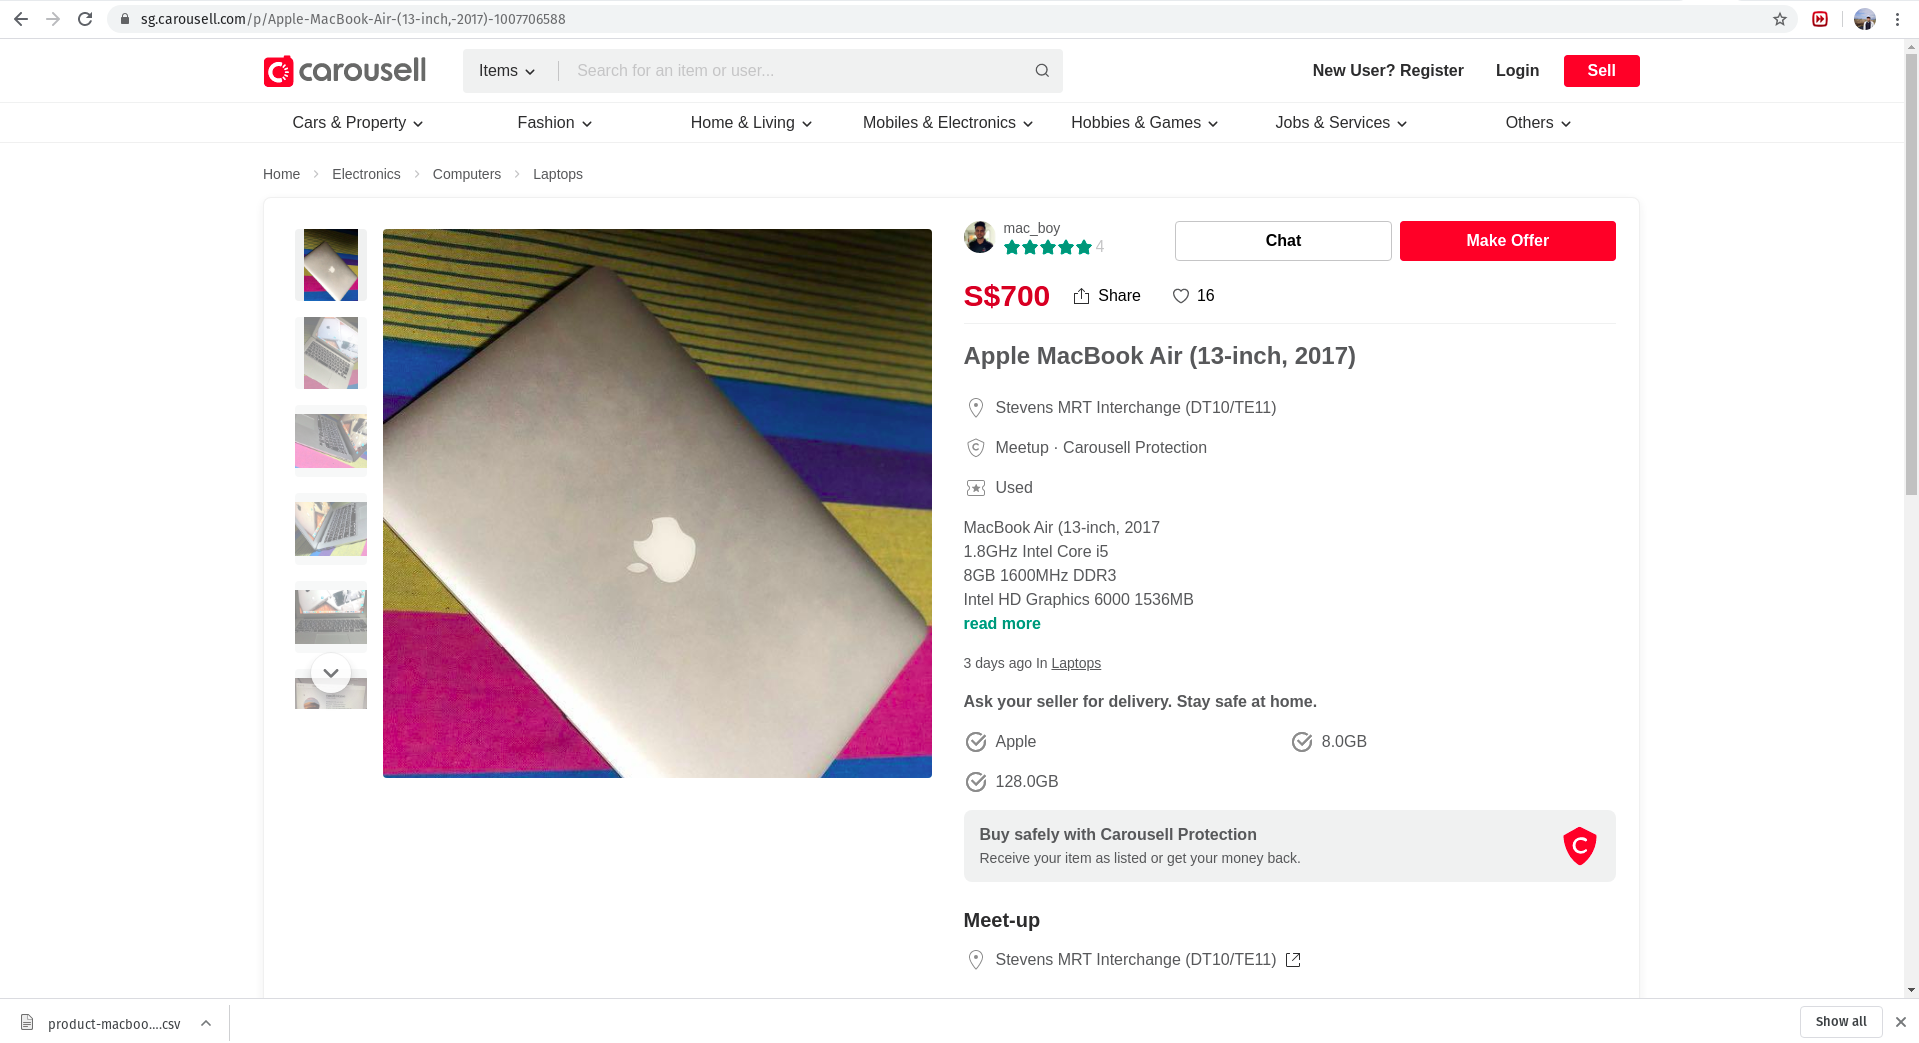 sg.carousell.com/p/Apple-MacBook-Air-(13-inch,-2017)-1007706588
carousell
Items
Search for an item or user...
New User? Register
Login
Sell
Cars & Property
Fashion
Home & Living
Mobiles & Electronics
Hobbies & Games
Jobs & Services
Others
Home
Electronics
Computers
Laptops
mac_boy
4
Chat
Make Offer
S$700
Share
16
Apple MacBook Air (13-inch, 2017)
Stevens MRT Interchange (DT10/TE11)
Meetup · Carousell Protection
Used
MacBook Air (13-inch, 2017
1.8GHz Intel Core i5
8GB 1600MHz DDR3
Intel HD Graphics 6000 1536MB
read more
3 days ago In Laptops
Ask your seller for delivery. Stay safe at home.
Apple
8.0GB
128.0GB
Buy safely with Carousell Protection
Receive your item as listed or get your money back.
Meet-up
Stevens MRT Interchange (DT10/TE11)
product-macboo....csv
Show all